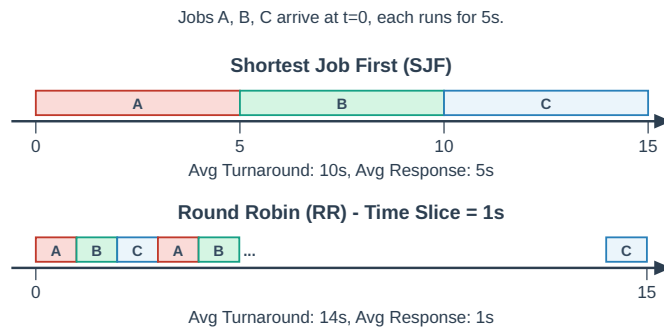 Jobs A, B, C arrive at t=0, each runs for 5s.
Shortest Job First (SJF)
A B C
0 5 10 15
Avg Turnaround: 10s, Avg Response: 5s
Round Robin (RR) - Time Slice = 1s
A B C A B ... C
0 15
Avg Turnaround: 14s, Avg Response: 1s